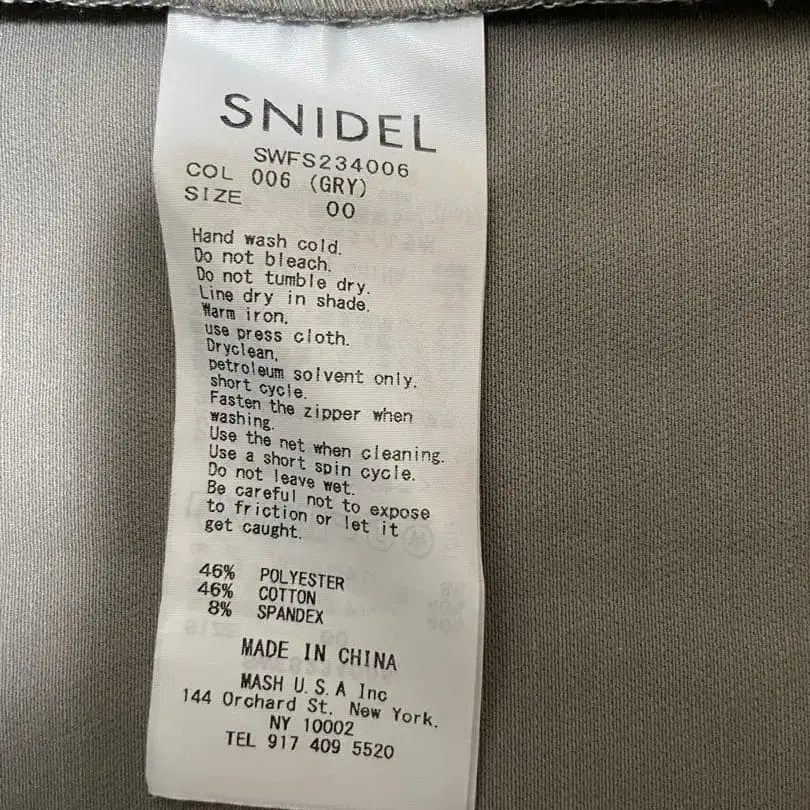 SNIDEL
SWFS234006
COL 006 (GRY)
SIZE 00
Hand wash cold.
Do not bleach.
Do not tumble dry.
Line dry in shade.
Warm iron,
use press cloth.
Dryclean,
petroleum solvent only,
short cycle.
Fasten the zipper when
washing.
Use the net when cleaning.
Use a short spin cycle.
Do not leave wet.
Be careful not to expose
to friction or let it
get caught.
46% POLYESTER
46% COTTON
8% SPANDEX
MADE IN CHINA
MASH U.S.A Inc
144 Orchard St. New York.
NY 10002
TEL 917 409 5520